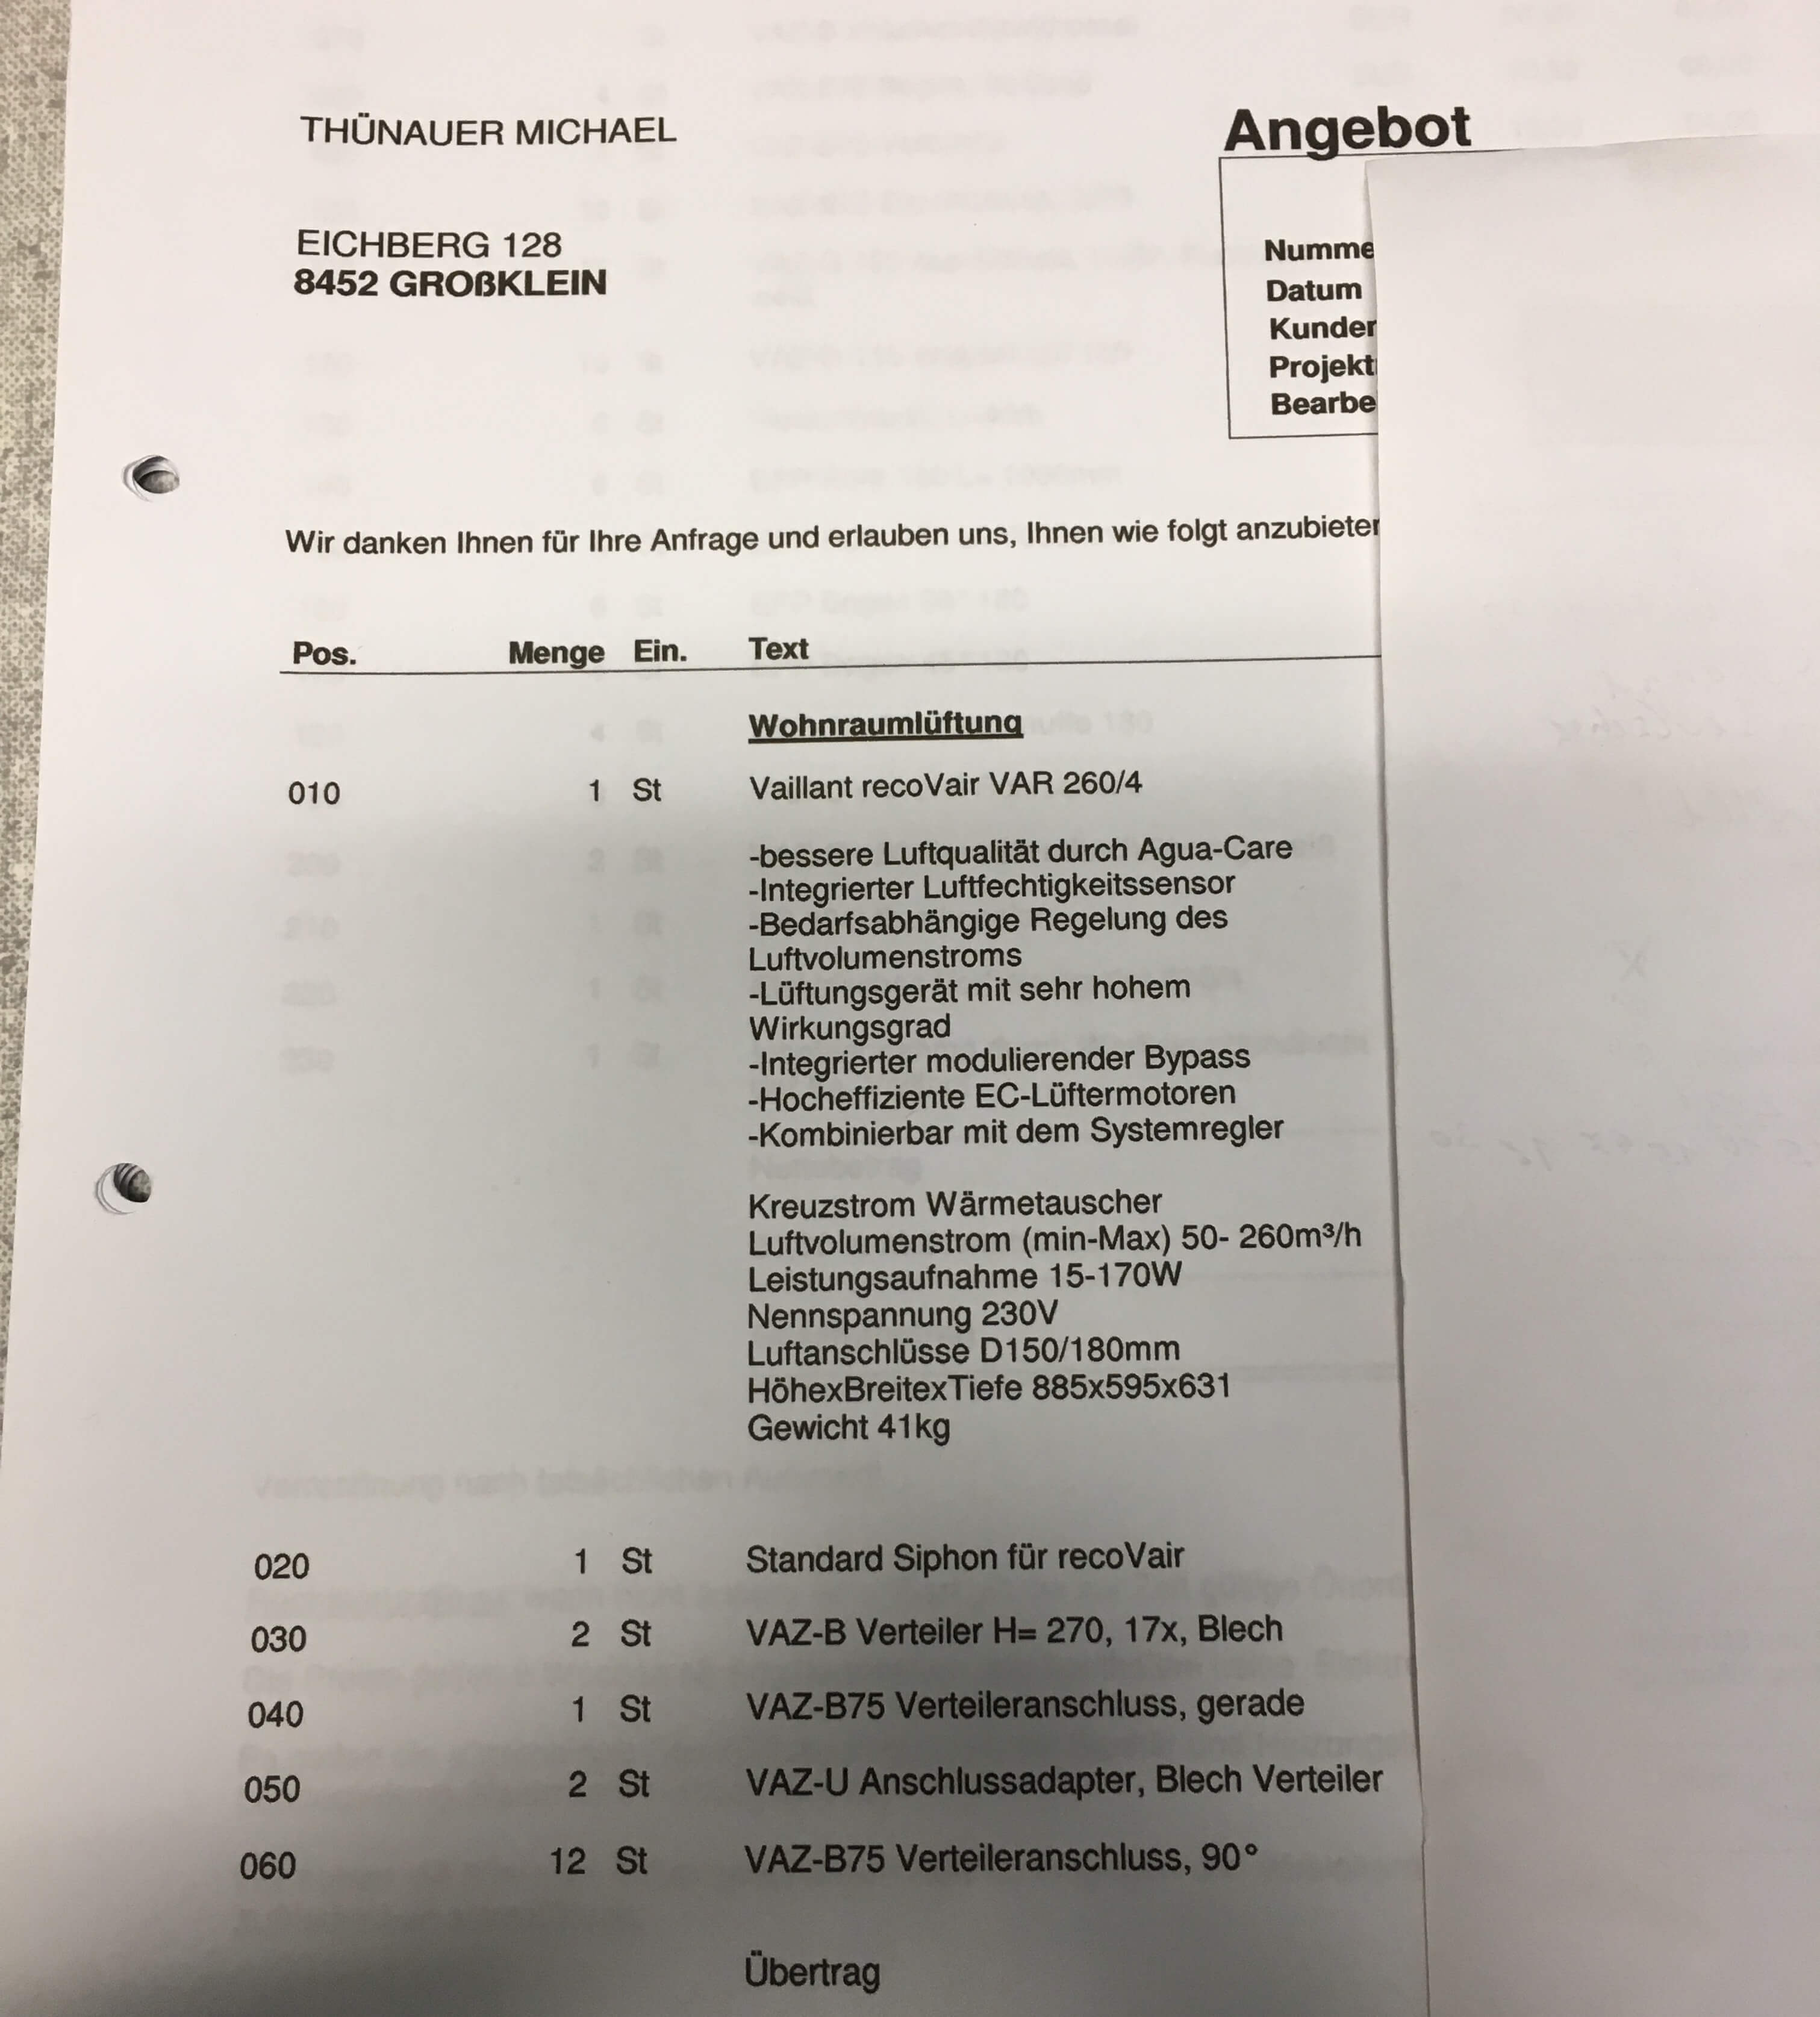 THÜNAUER MICHAEL
Angebot
EICHBERG 128
8452 GROßKLEIN
Numme
Datum
Kunder
Projekt
Bearbe
Wir danken Ihnen für Ihre Anfrage und erlauben uns, Ihnen wie folgt anzubieten
Pos. Menge Ein. Text
Wohnraumlüftung
010 1 St Vaillant recoVair VAR 260/4
-bessere Luftqualität durch Agua-Care
-Integrierter Luftfechtigkeitssensor
-Bedarfsabhängige Regelung des
Luftvolumenstroms
-Lüftungsgerät mit sehr hohem
Wirkungsgrad
-Integrierter modulierender Bypass
-Hocheffiziente EC-Lüftermotoren
-Kombinierbar mit dem Systemregler
Kreuzstrom Wärmetauscher
Luftvolumenstrom (min-Max) 50- 260m³/h
Leistungsaufnahme 15-170W
Nennspannung 230V
Luftanschlüsse D150/180mm
HöhexBreitexTiefe 885x595x631
Gewicht 41kg
020 1 St Standard Siphon für recoVair
030 2 St VAZ-B Verteiler H= 270, 17x, Blech
040 1 St VAZ-B75 Verteileranschluss, gerade
050 2 St VAZ-U Anschlussadapter, Blech Verteiler
060 12 St VAZ-B75 Verteileranschluss, 90°
Übertrag